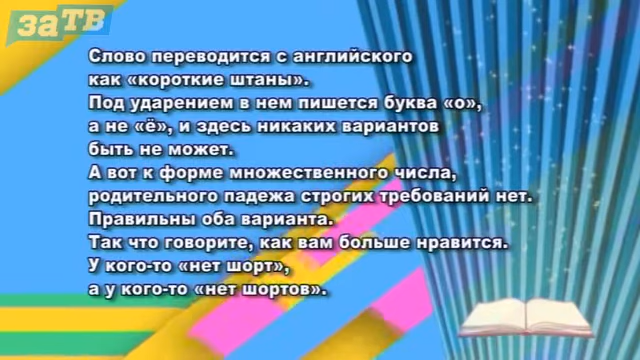 заТВ
Слово переводится с английского
как «короткие штаны».
Под ударением в нем пишется буква «о»,
а не «ё», и здесь никаких вариантов
быть не может.
А вот к форме множественного числа,
родительного падежа строгих требований нет.
Правильны оба варианта.
Так что говорите, как вам больше нравится.
У кого-то «нет шорт»,
а у кого-то «нет шортов».